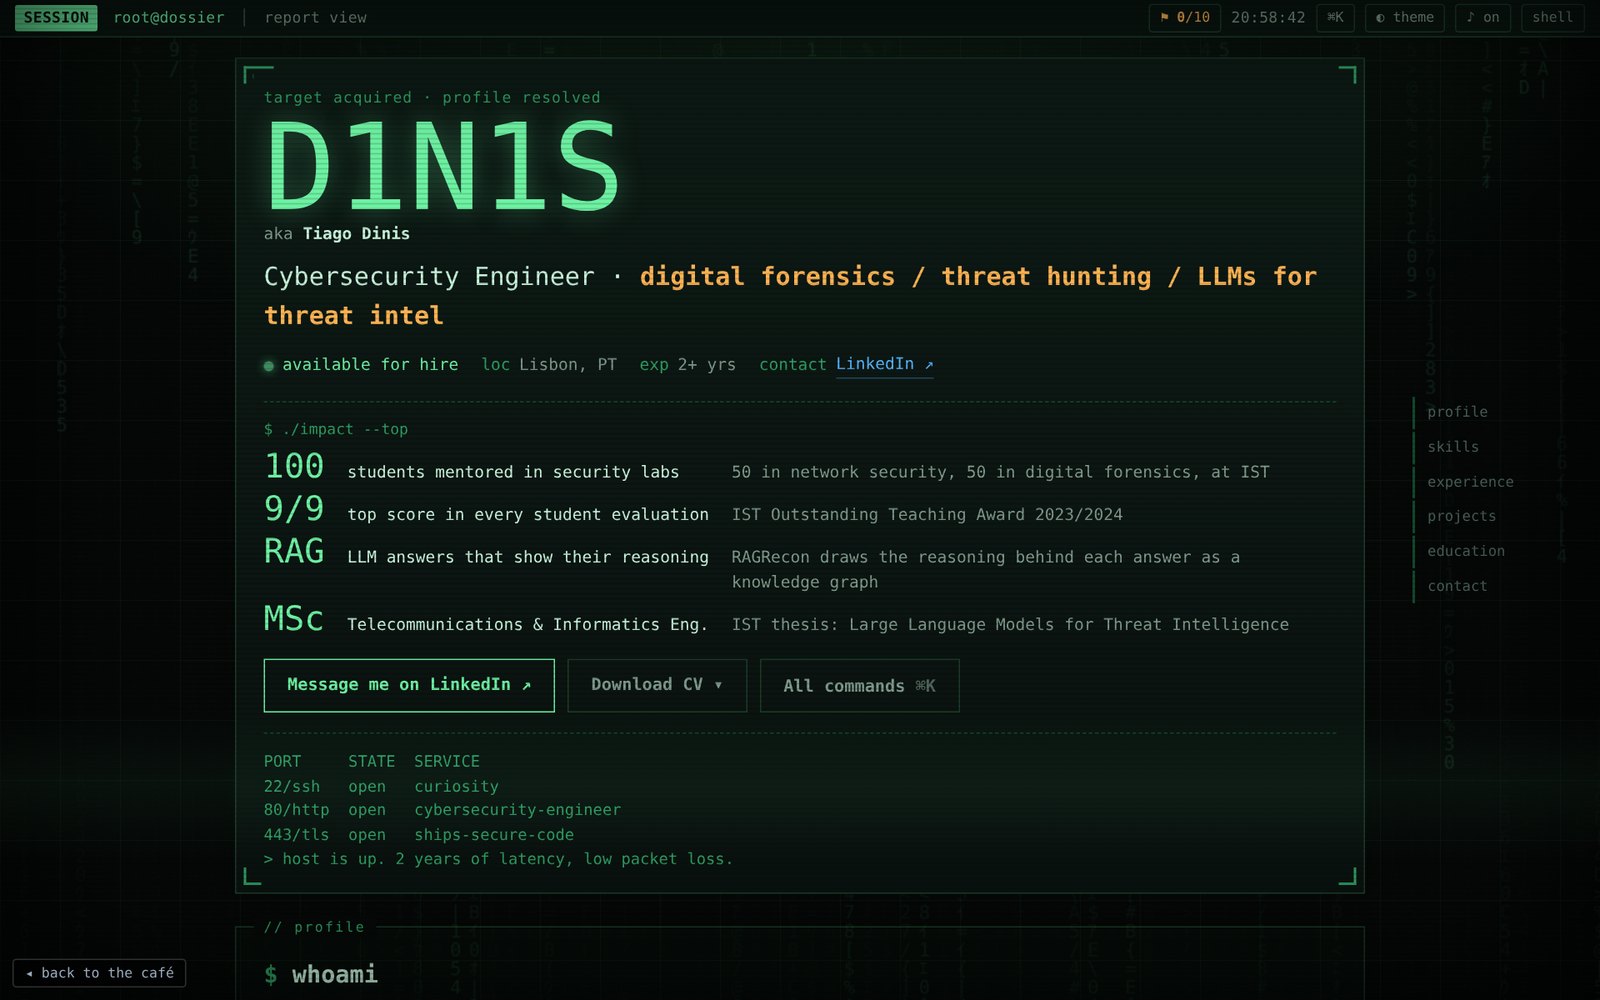 SESSION root@dossier | report view ⚑ 0/10 20:58:42 ⌘K ◐ theme ♪ on shell
target acquired · profile resolved
D1N1S
aka Tiago Dinis
Cybersecurity Engineer · digital forensics / threat hunting / LLMs for
threat intel
● available for hire loc Lisbon, PT exp 2+ yrs contact LinkedIn ↗
$ ./impact --top
100 students mentored in security labs 50 in network security, 50 in digital forensics, at IST
9/9 top score in every student evaluation IST Outstanding Teaching Award 2023/2024
RAG LLM answers that show their reasoning RAGRecon draws the reasoning behind each answer as a
knowledge graph
MSc Telecommunications & Informatics Eng. IST thesis: Large Language Models for Threat Intelligence
Message me on LinkedIn ↗ Download CV ▾ All commands ⌘K
PORT STATE SERVICE
22/ssh open curiosity
80/http open cybersecurity-engineer
443/tls open ships-secure-code
> host is up. 2 years of latency, low packet loss.
profile
skills
experience
projects
education
contact
// profile
$ whoami
◂ back to the café